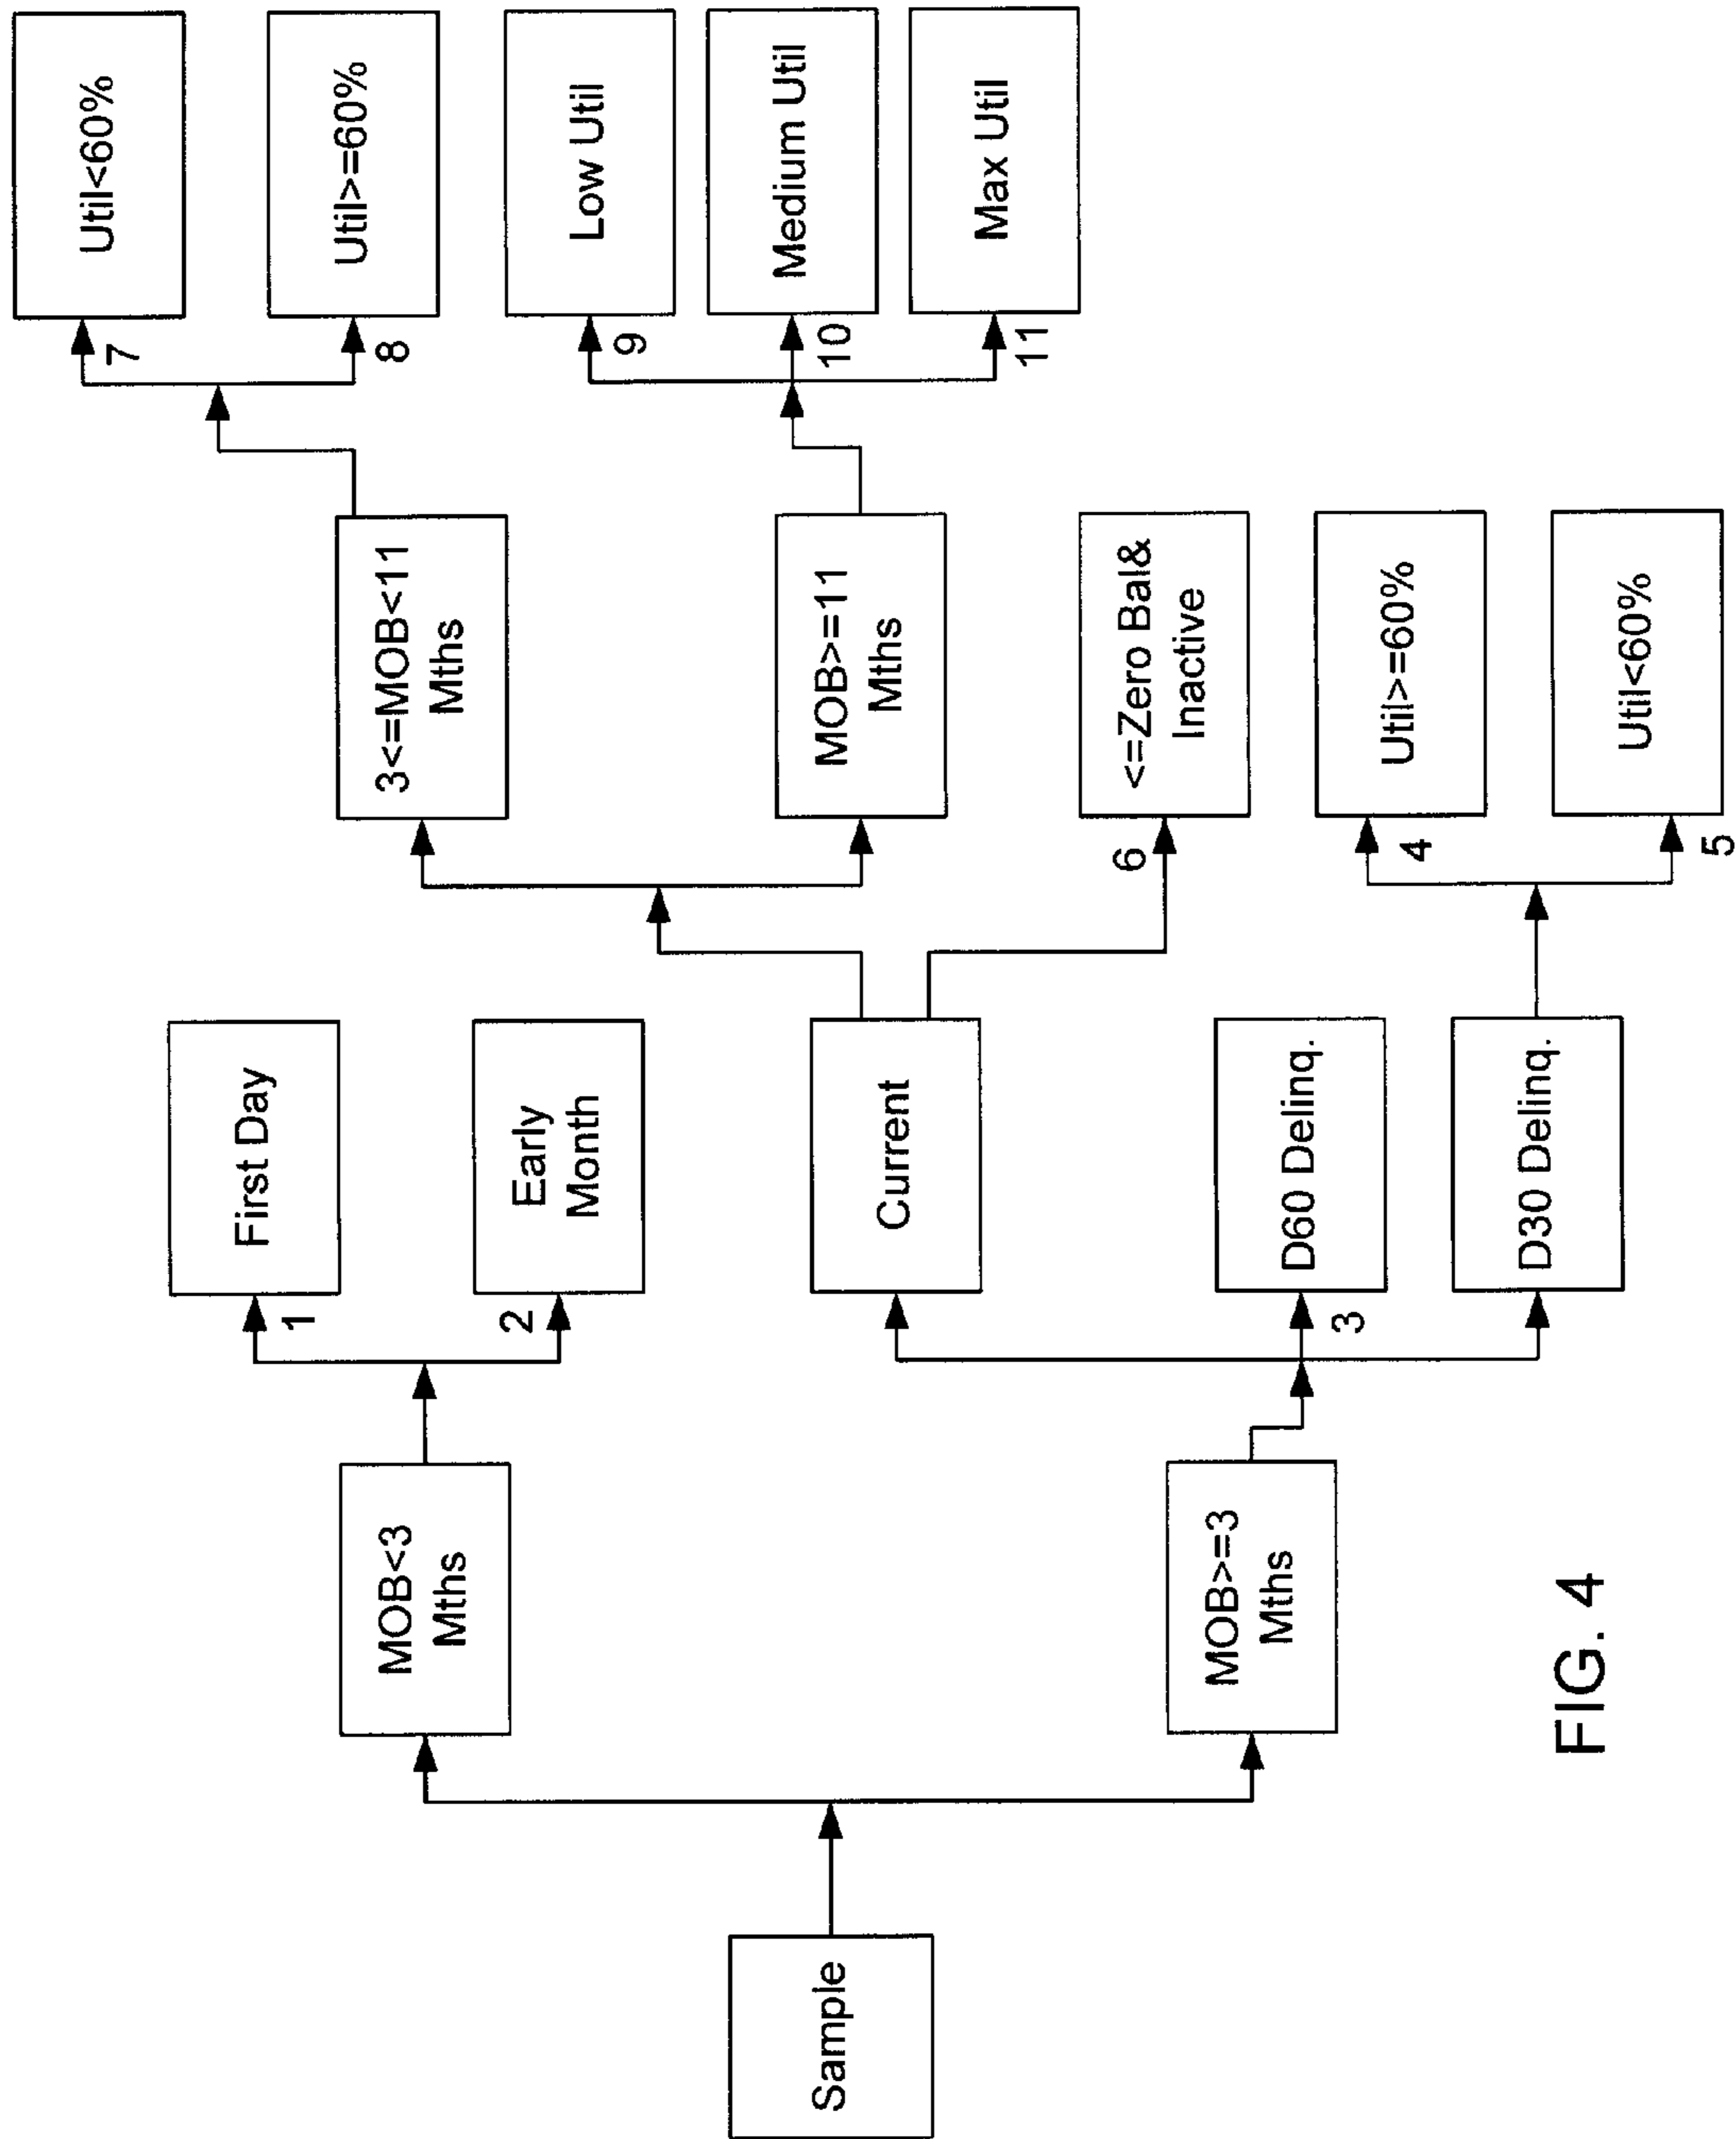 Sample
MOB<3
Mths
MOB>=3
Mths
1
First Day
2
Early
Month
Current
3
D60 Delinq.
D30 Delinq.
3<=MOB<11
Mths
MOB>=11
Mths
6
<=Zero Bal&
Inactive
4
Util>=60%
5
Util<60%
7
Util<60%
8
Util>=60%
9
Low Util
10
Medium Util
11
Max Util
FIG. 4